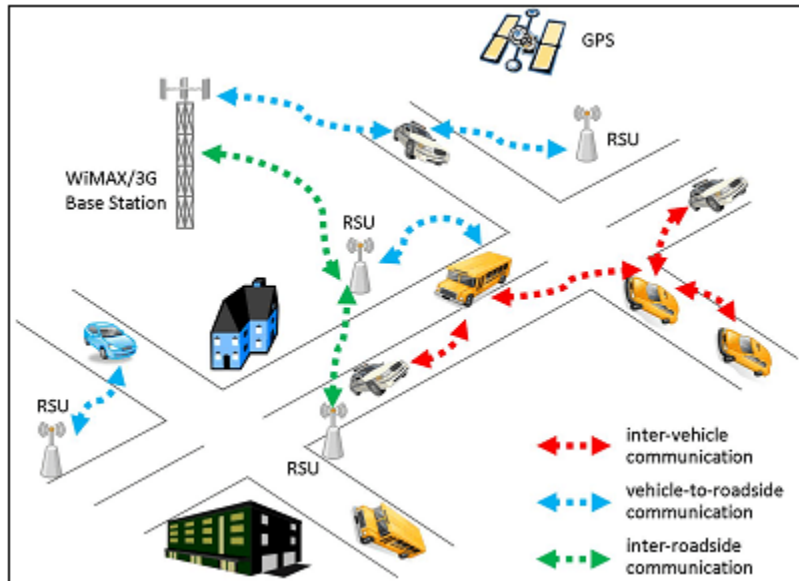 GPS
RSU
WiMAX/3G
Base Station
RSU
RSU
RSU
inter-vehicle
communication
vehicle-to-roadside
communication
inter-roadside
communication